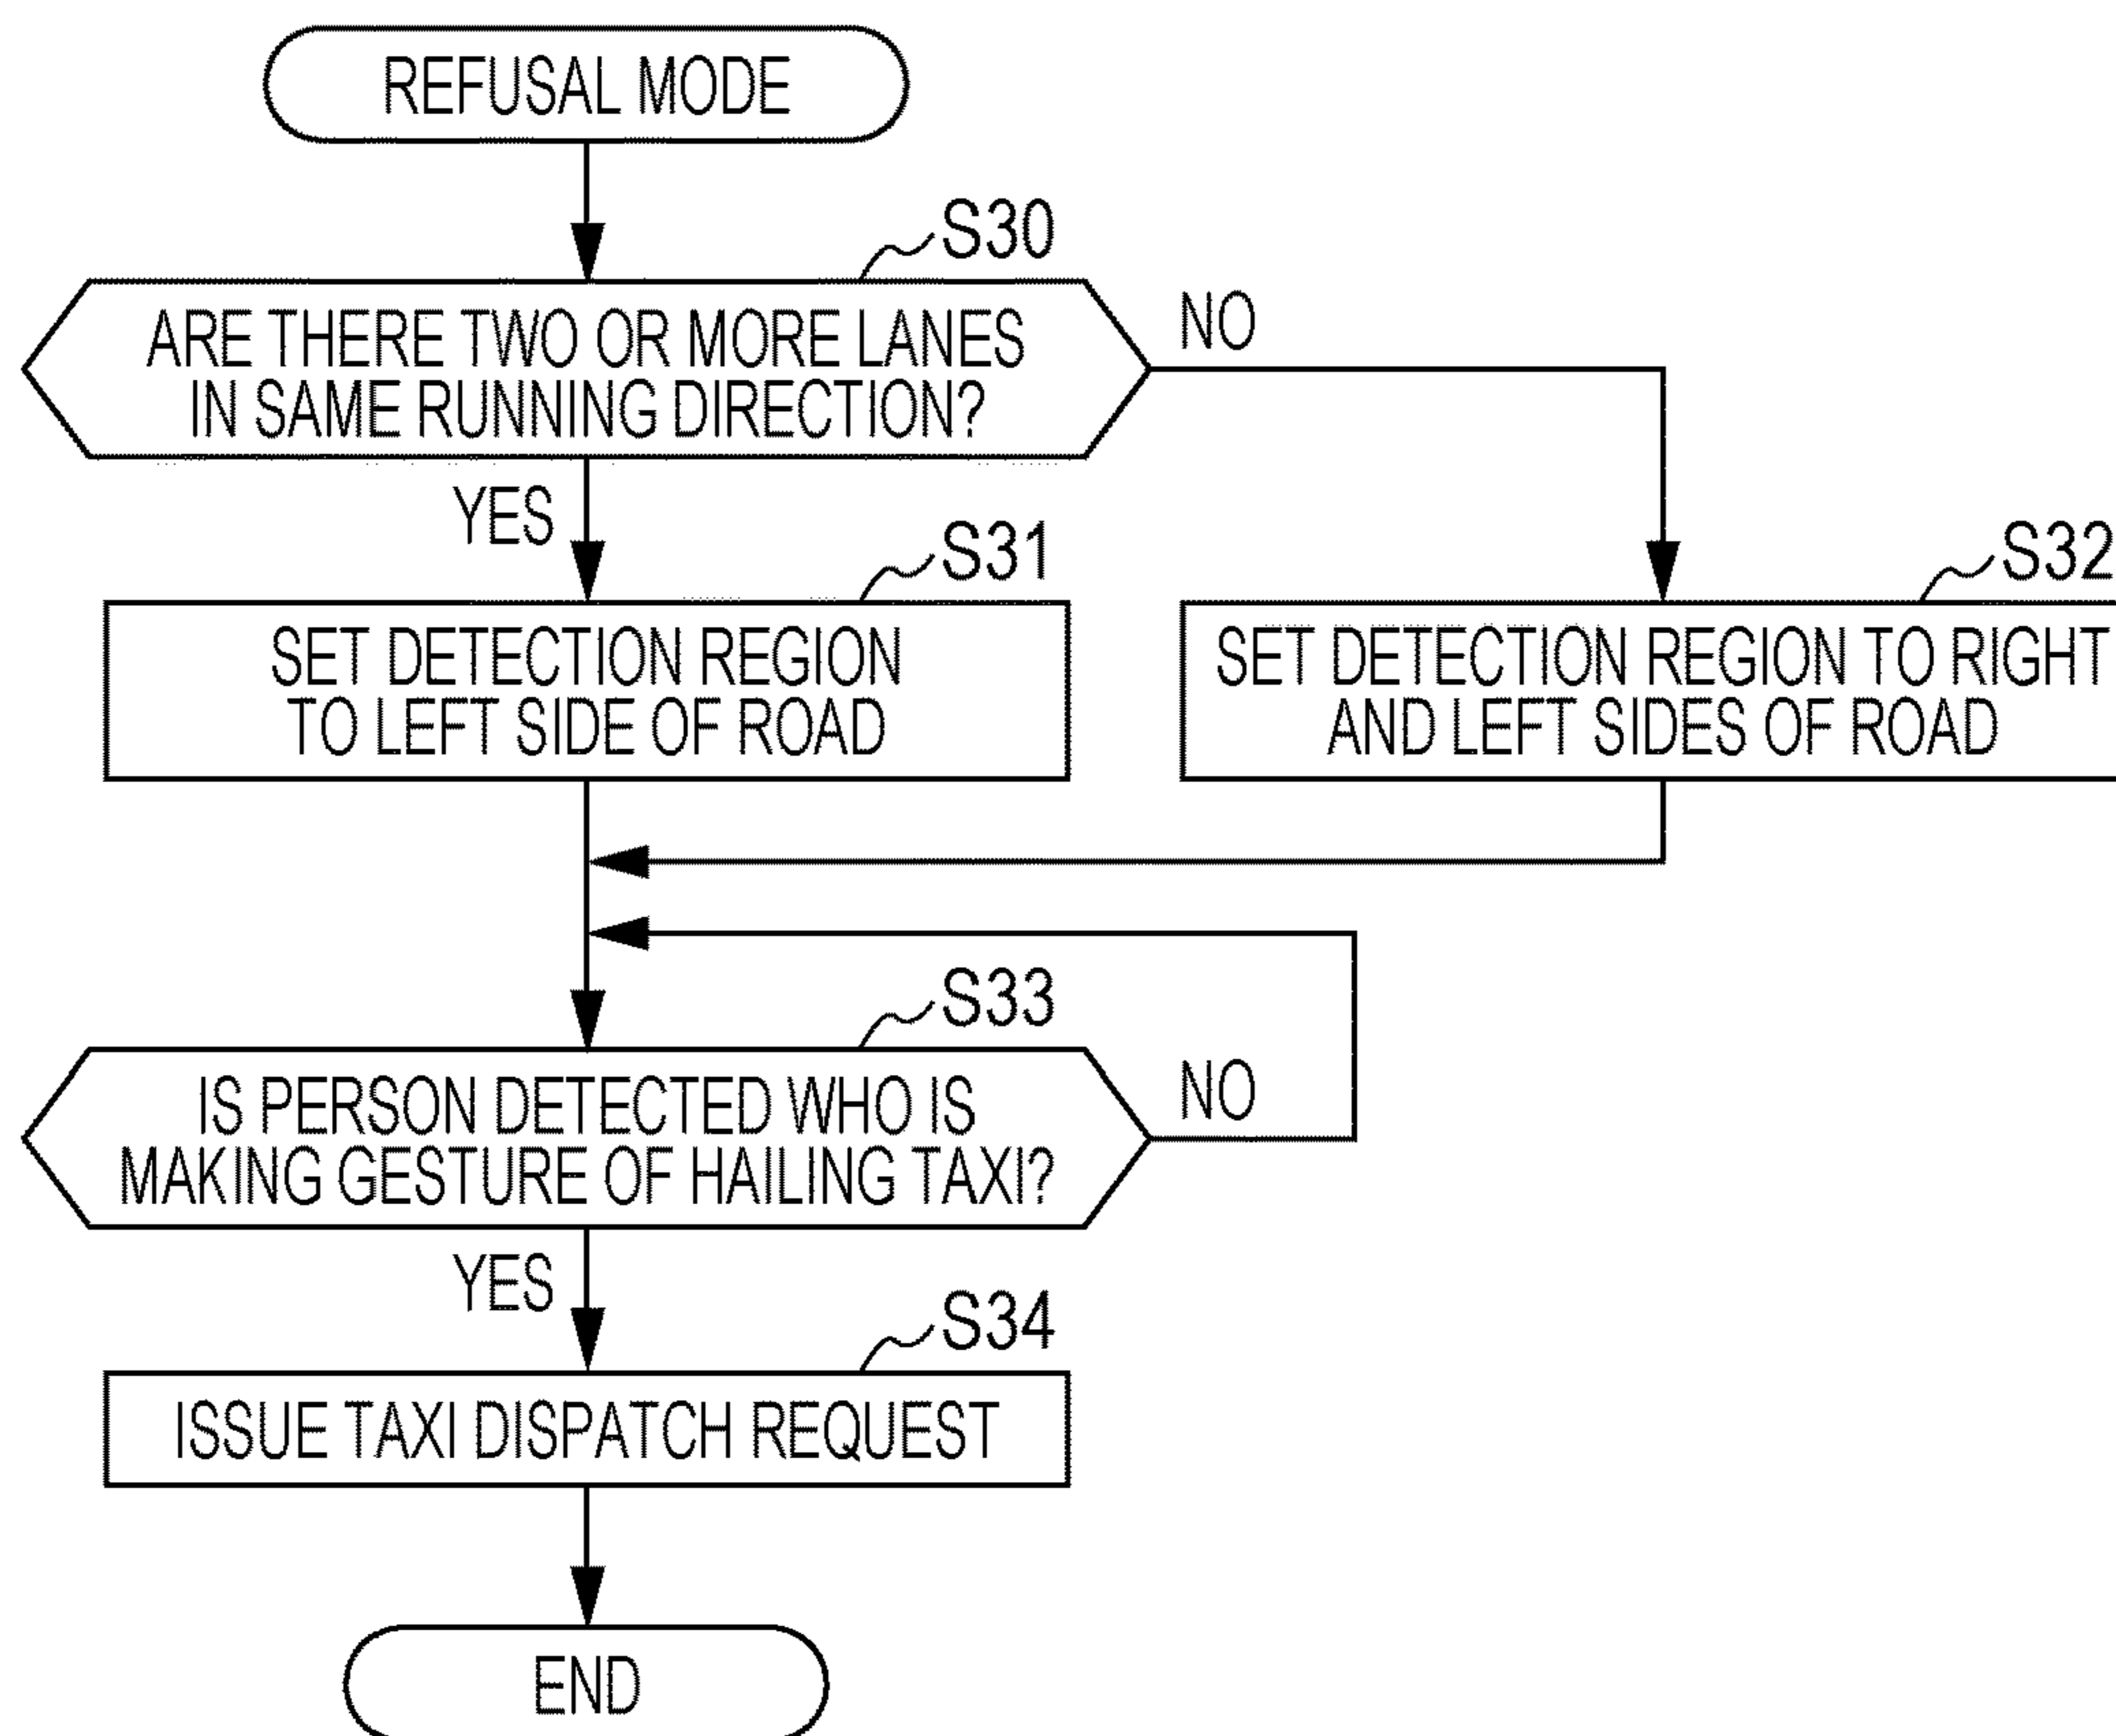 REFUSAL MODE
S30
ARE THERE TWO OR MORE LANES
IN SAME RUNNING DIRECTION?
NO
YES
S31
SET DETECTION REGION
TO LEFT SIDE OF ROAD
S32
SET DETECTION REGION TO RIGHT
AND LEFT SIDES OF ROAD
S33
IS PERSON DETECTED WHO IS
MAKING GESTURE OF HAILING TAXI?
NO
YES
S34
ISSUE TAXI DISPATCH REQUEST
END